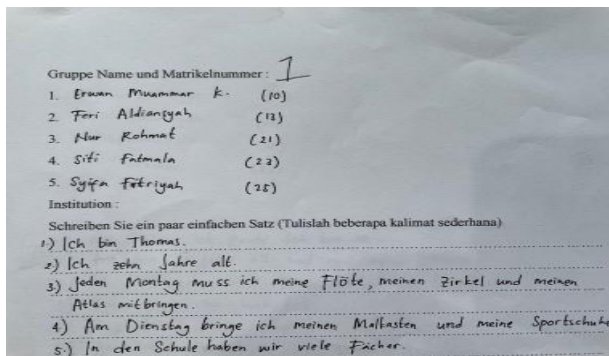 Gruppe Name und Matrikelnummer : 1
1. Erwan Muammar K. (10)
2. Feri Aldiansyah (13)
3. Nur Rohmat (21)
4. Siti Fatmala (23)
5. Syifa Fitriyah (25)
Institution :
Schreiben Sie ein paar einfachen Satz (Tulislah beberapa kalimat sederhana)
1.) Ich bin Thomas.
2.) Ich zehn Jahre alt.
3.) Jeden Montag muss ich meine Flöte, meinen Zirkel und meinen
Atlas mitbringen.
4) Am Dienstag bringe ich meinen Malkasten und meine Sportschuhe
5.) In den Schule haben wir viele Fächer.